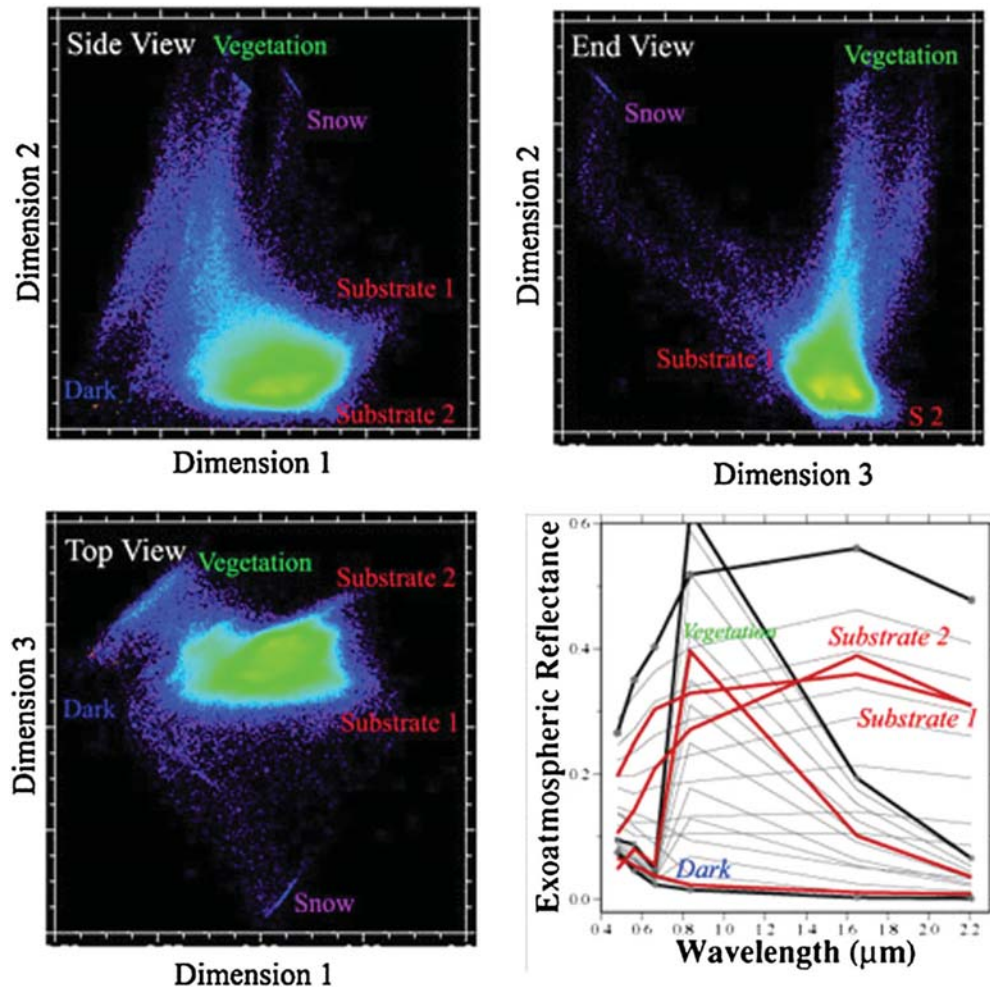 Side View
Vegetation
Snow
Substrate 1
Dark
Substrate 2
Dimension 2
Dimension 1
End View
Vegetation
Snow
Substrate 1
S 2
Dimension 2
Dimension 3
Top View
Vegetation
Substrate 2
Dark
Substrate 1
Snow
Dimension 3
Dimension 1
0.6
0.4
0.2
0.0
Exoatmospheric Reflectance
Vegetation
Substrate 2
Substrate 1
Dark
0.4 0.6 0.8 1.0 1.2 1.4 1.6 1.8 2.0 2.2
Wavelength (μm)